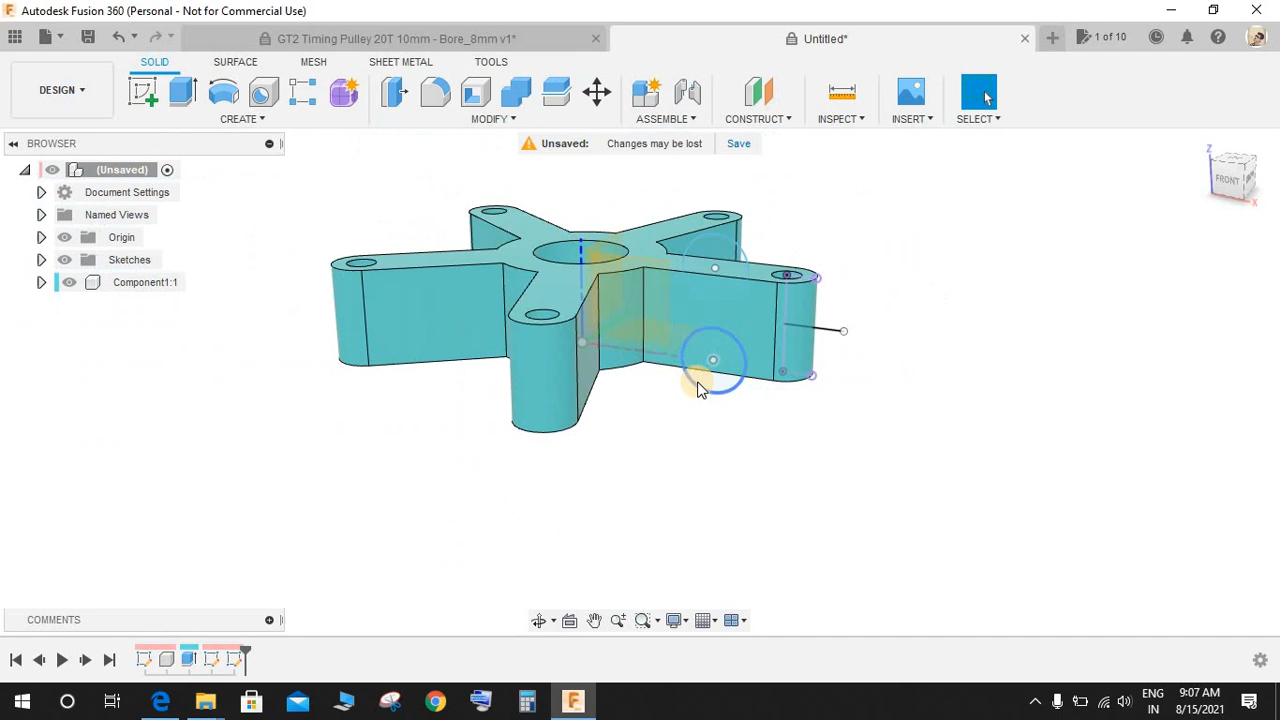 Autodesk Fusion 360 (Personal - Not for Commercial Use)
GT2 Timing Pulley 20T 10mm - Bore_8mm v1*
Untitled*
1 of 10
SOLID
SURFACE
MESH
SHEET METAL
TOOLS
DESIGN
CREATE
MODIFY
ASSEMBLE
CONSTRUCT
INSPECT
INSERT
SELECT
BROWSER
Unsaved:
Changes may be lost
Save
(Unsaved)
Document Settings
Named Views
Origin
Sketches
Component1:1
Z
FRONT
X
COMMENTS
ENG
IN
9:07 AM
8/15/2021